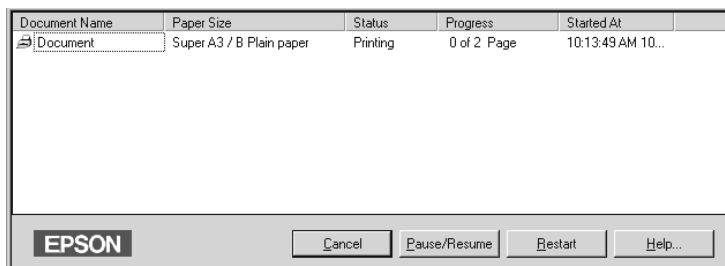 Document Name Paper Size Status Progress Started At
Document Super A3 / B Plain paper Printing 0 of 2 Page 10:13:49 AM 10...
EPSON Cancel Pause/Resume Restart Help...